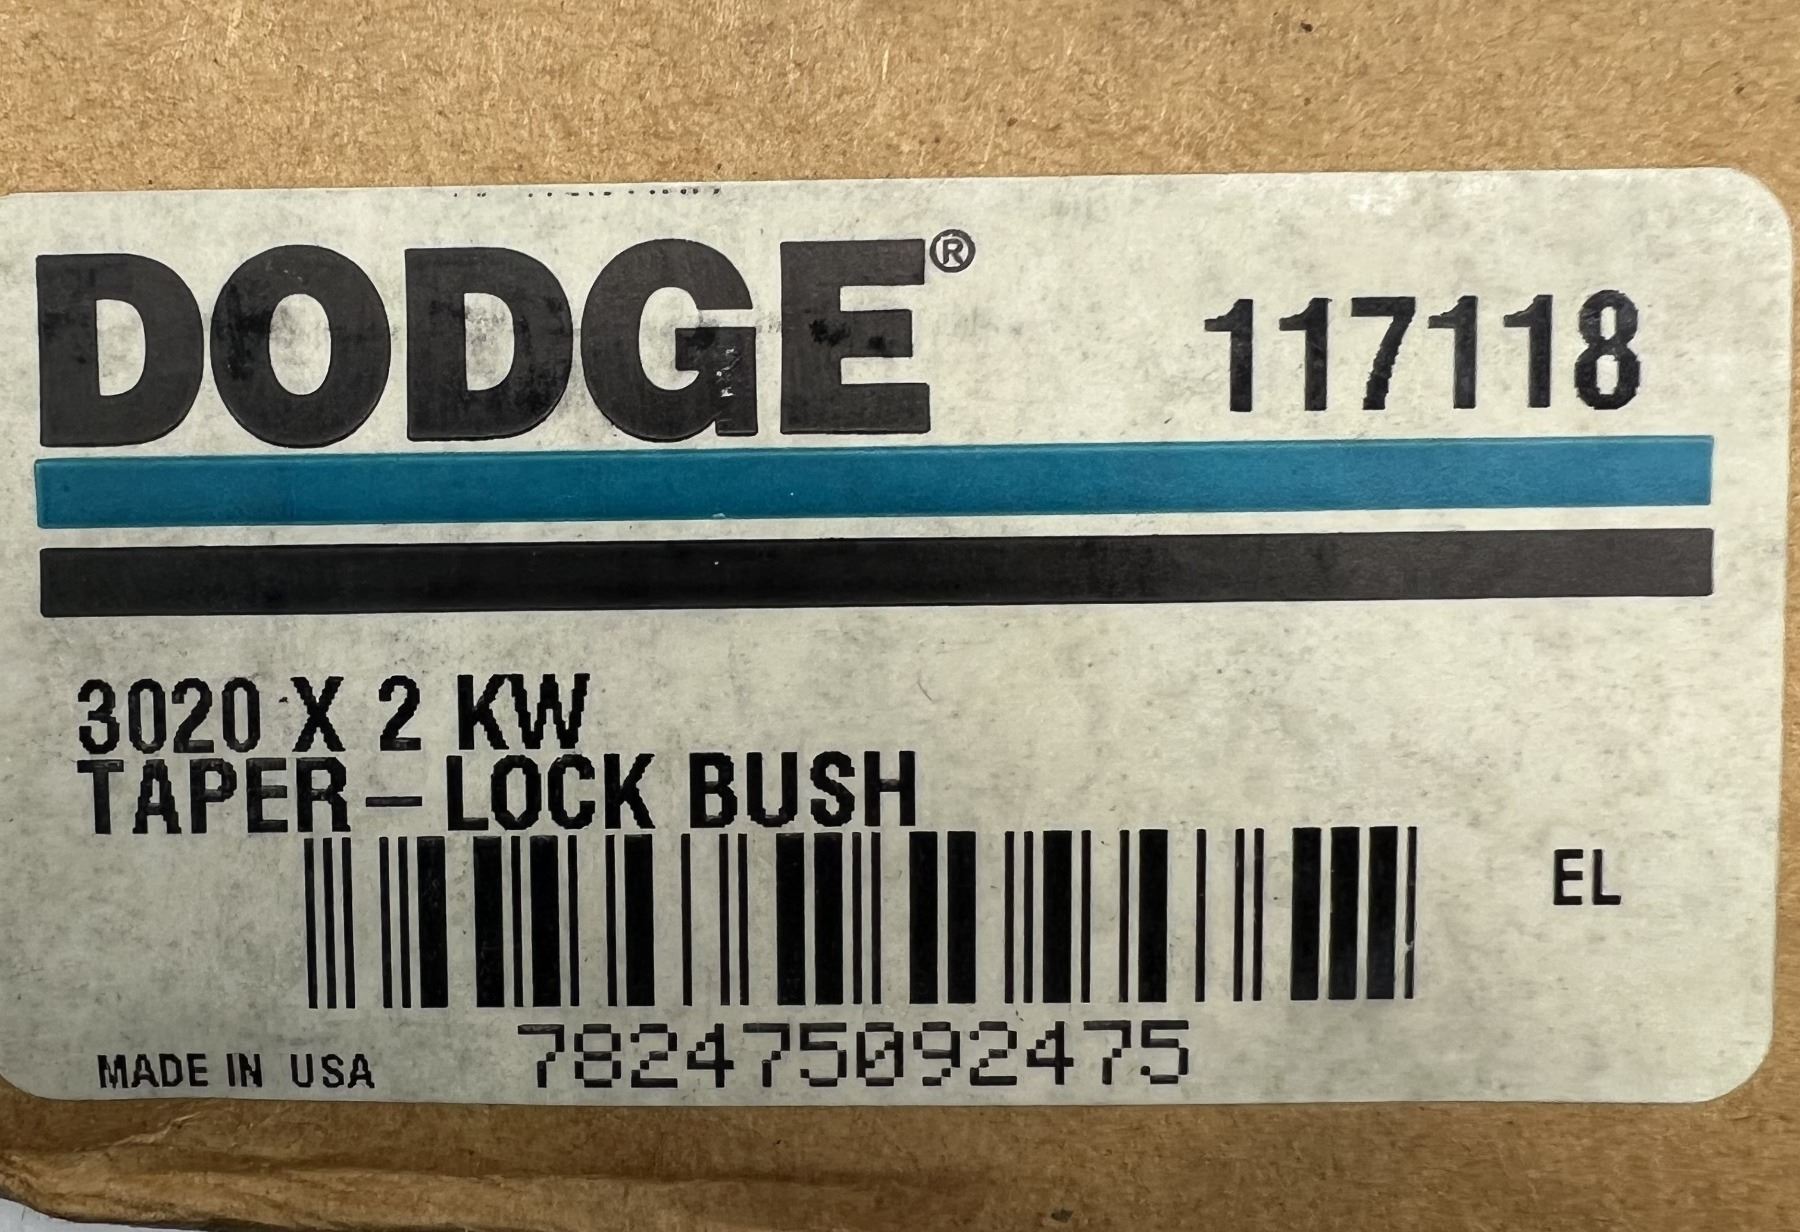 DODGE® 117118
3020 X 2 KW
TAPER-LOCK BUSH
EL
782475092475
MADE IN USA